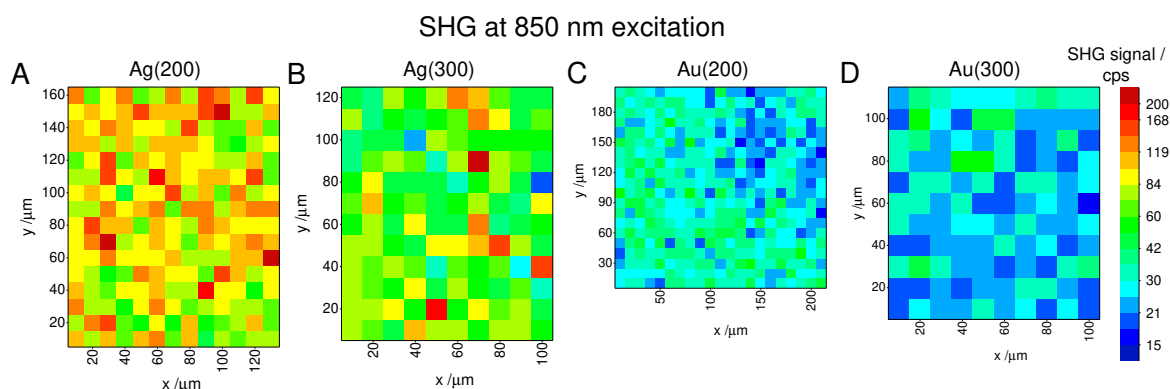 SHG at 850 nm excitation
A
Ag(200)
B
Ag(300)
C
Au(200)
D
Au(300)
SHG signal /
cps
160
140
120
100
80
60
40
20
y /µm
20
40
60
80
100
120
x /µm
120
100
80
60
40
20
y /µm
20
40
60
80
100
x /µm
180
150
120
90
60
30
y /µm
50
100
150
200
x /µm
100
80
60
40
20
y /µm
20
40
60
80
100
x /µm
200
168
119
84
60
42
30
21
15